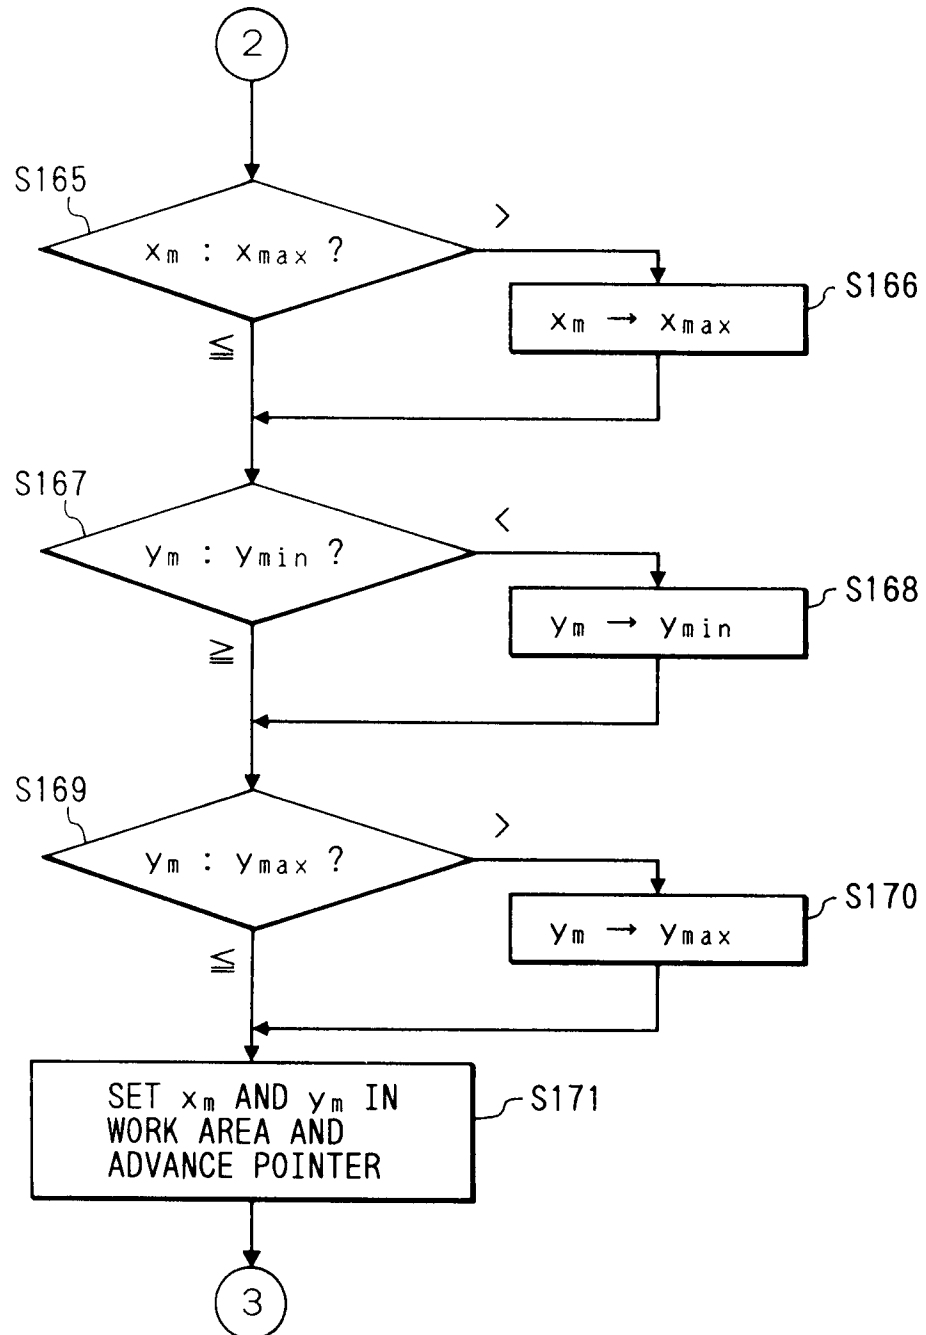 2
S165
xm : xmax ?
>
S166
xm → xmax
≦
S167
ym : ymin ?
<
S168
ym → ymin
≧
S169
ym : ymax ?
>
S170
ym → ymax
≦
SET xm AND ym IN
WORK AREA AND
ADVANCE POINTER
S171
3